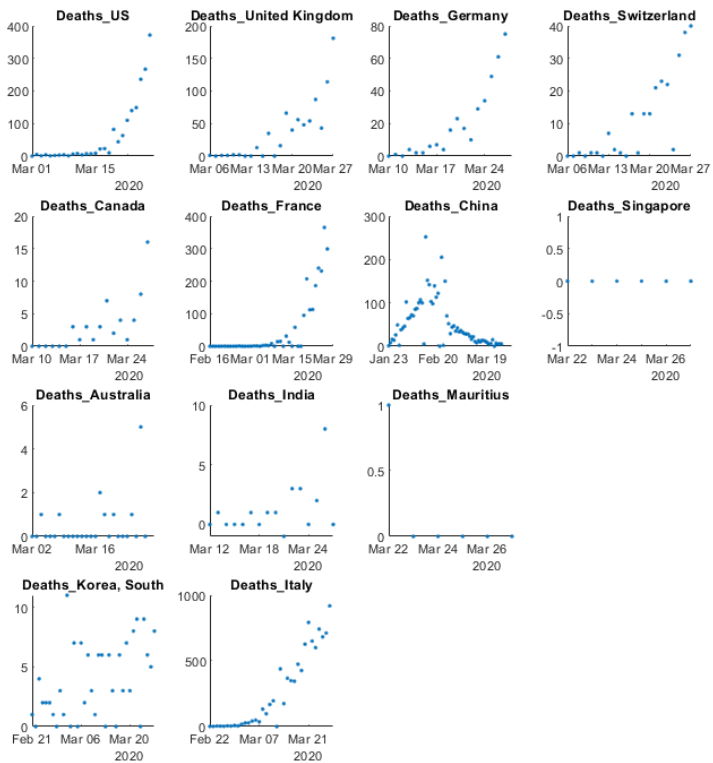 Deaths_US
400
300
200
100
0
Mar 01 Mar 15
2020
Deaths_United Kingdom
200
150
100
50
0
Mar 06 Mar 13 Mar 20 Mar 27
2020
Deaths_Germany
80
60
40
20
0
Mar 10 Mar 17 Mar 24
2020
Deaths_Switzerland
40
30
20
10
0
Mar 06 Mar 13 Mar 20 Mar 27
2020
Deaths_Canada
20
15
10
5
0
Mar 10 Mar 17 Mar 24
2020
Deaths_France
400
300
200
100
0
Feb 16 Mar 01 Mar 15 Mar 29
2020
Deaths_China
300
200
100
0
Jan 23 Feb 20 Mar 19
2020
Deaths_Singapore
1
0.5
0
-0.5
-1
Mar 22 Mar 24 Mar 26
2020
Deaths_Australia
6
4
2
0
Mar 02 Mar 16
2020
Deaths_India
10
5
0
Mar 12 Mar 18 Mar 24
2020
Deaths_Mauritius
1
0.5
0
Mar 22 Mar 24 Mar 26
2020
Deaths_Korea, South
10
5
0
Feb 21 Mar 06 Mar 20
2020
Deaths_Italy
1000
500
0
Feb 22 Mar 07 Mar 21
2020